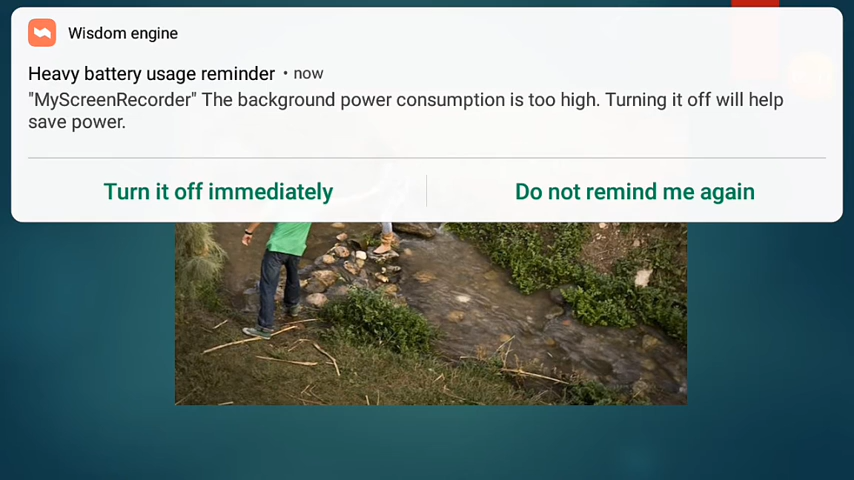 Wisdom engine
Heavy battery usage reminder • now
"MyScreenRecorder" The background power consumption is too high. Turning it off will help
save power.
Turn it off immediately
Do not remind me again